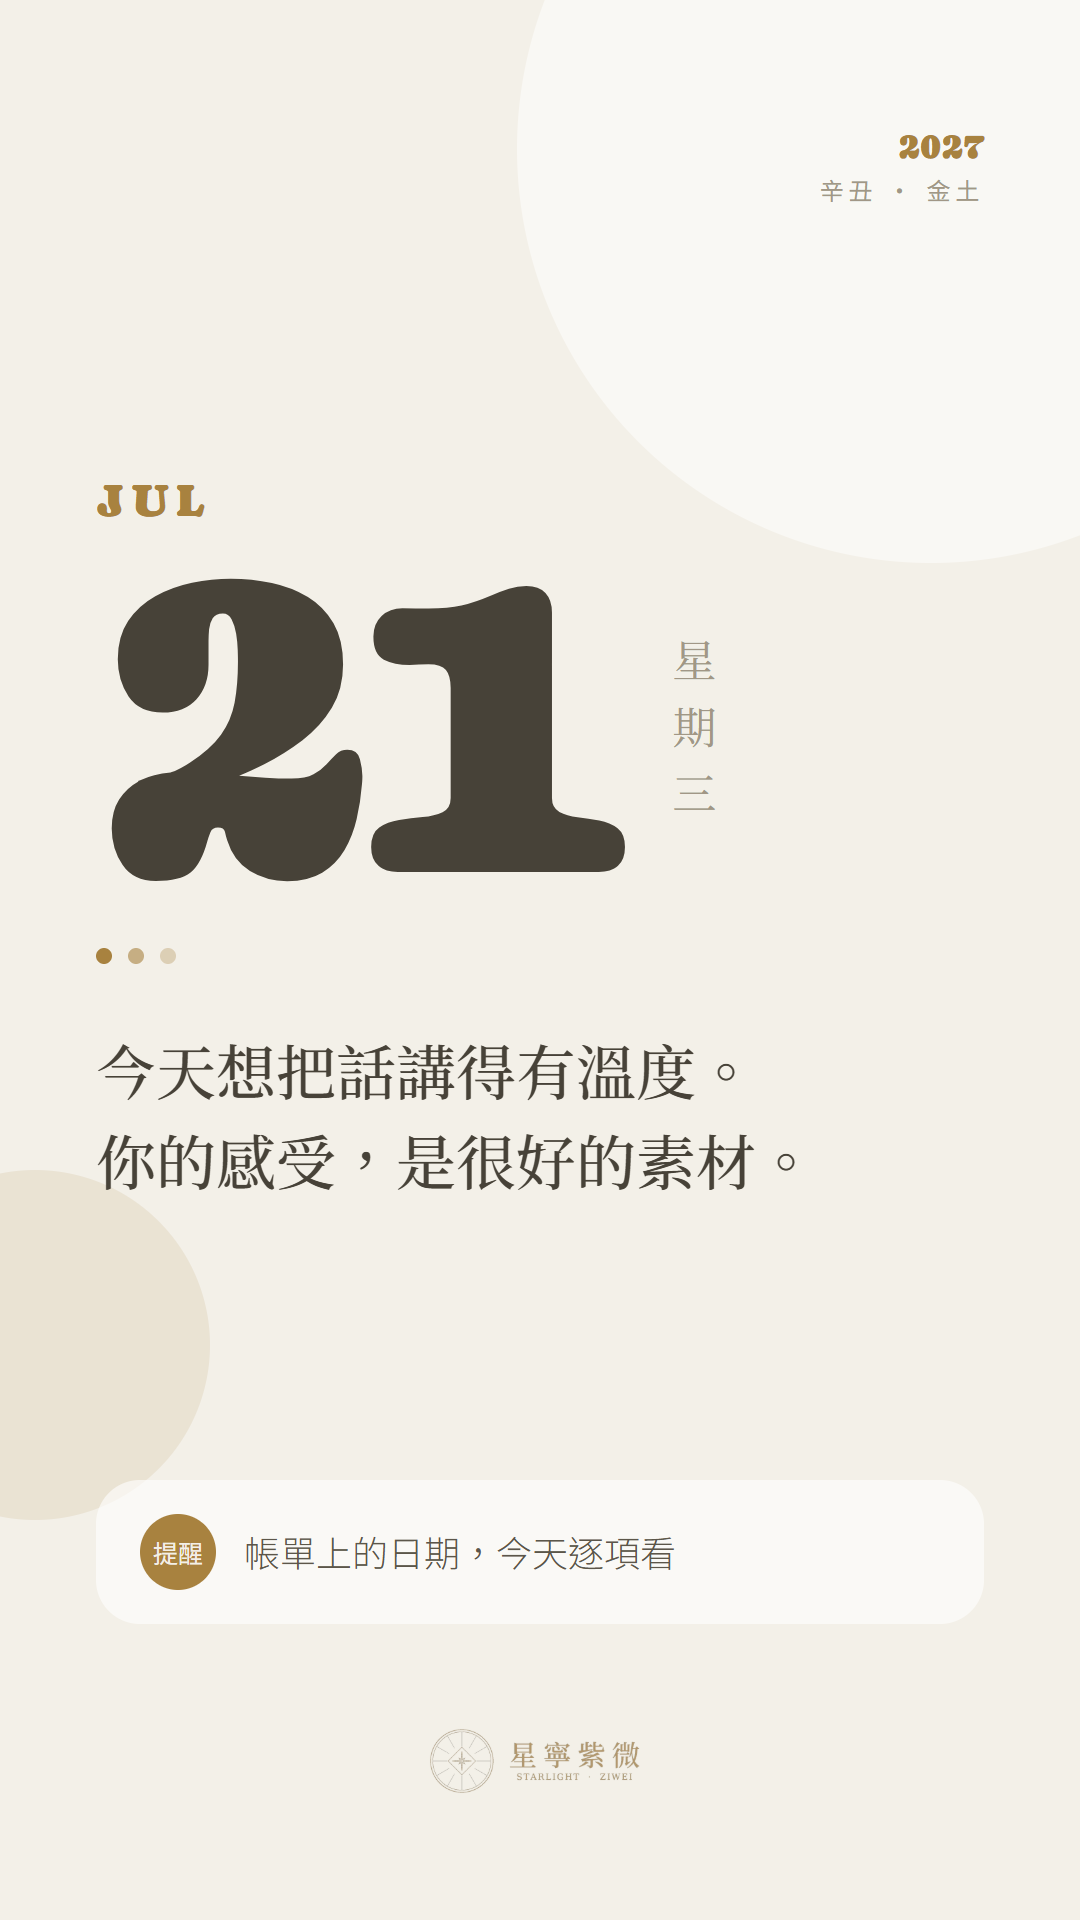 2027
辛丑 · 金土
JUL
21
星期三
今天想把話講得有溫度。
你的感受，是很好的素材。
提醒
帳單上的日期，今天逐項看
星寧紫微
STARLIGHT · ZIWEI